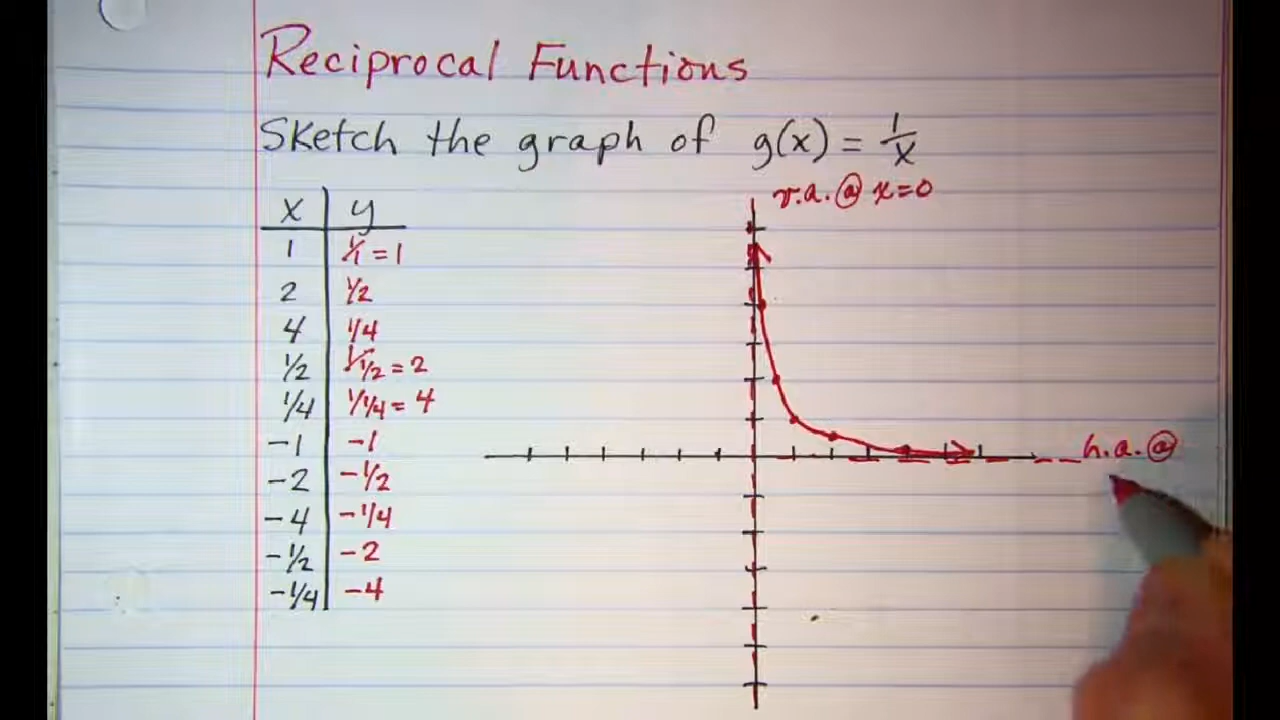 Reciprocal Functions
Sketch the graph of g(x) = 1/x
v.a. @ x=0
x y
1 1/1 = 1
2 1/2
4 1/4
1/2 1/1/2 = 2
1/4 1/1/4 = 4
-1 -1
-2 -1/2
-4 -1/4
-1/2 -2
-1/4 -4
h.a. @